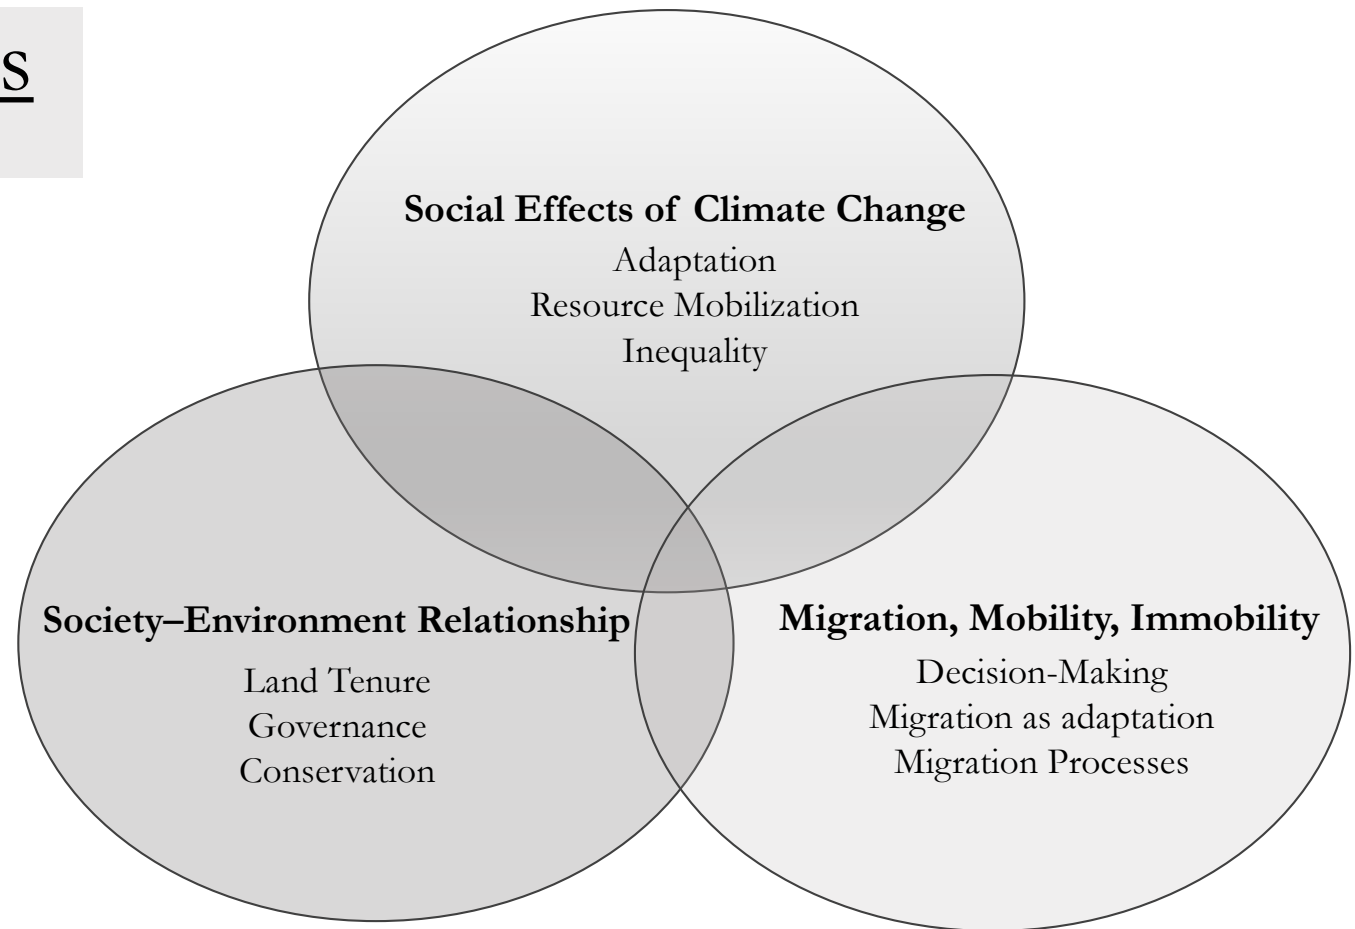 s
Social Effects of Climate Change
Adaptation
Resource Mobilization
Inequality
Society–Environment Relationship
Land Tenure
Governance
Conservation
Migration, Mobility, Immobility
Decision-Making
Migration as adaptation
Migration Processes